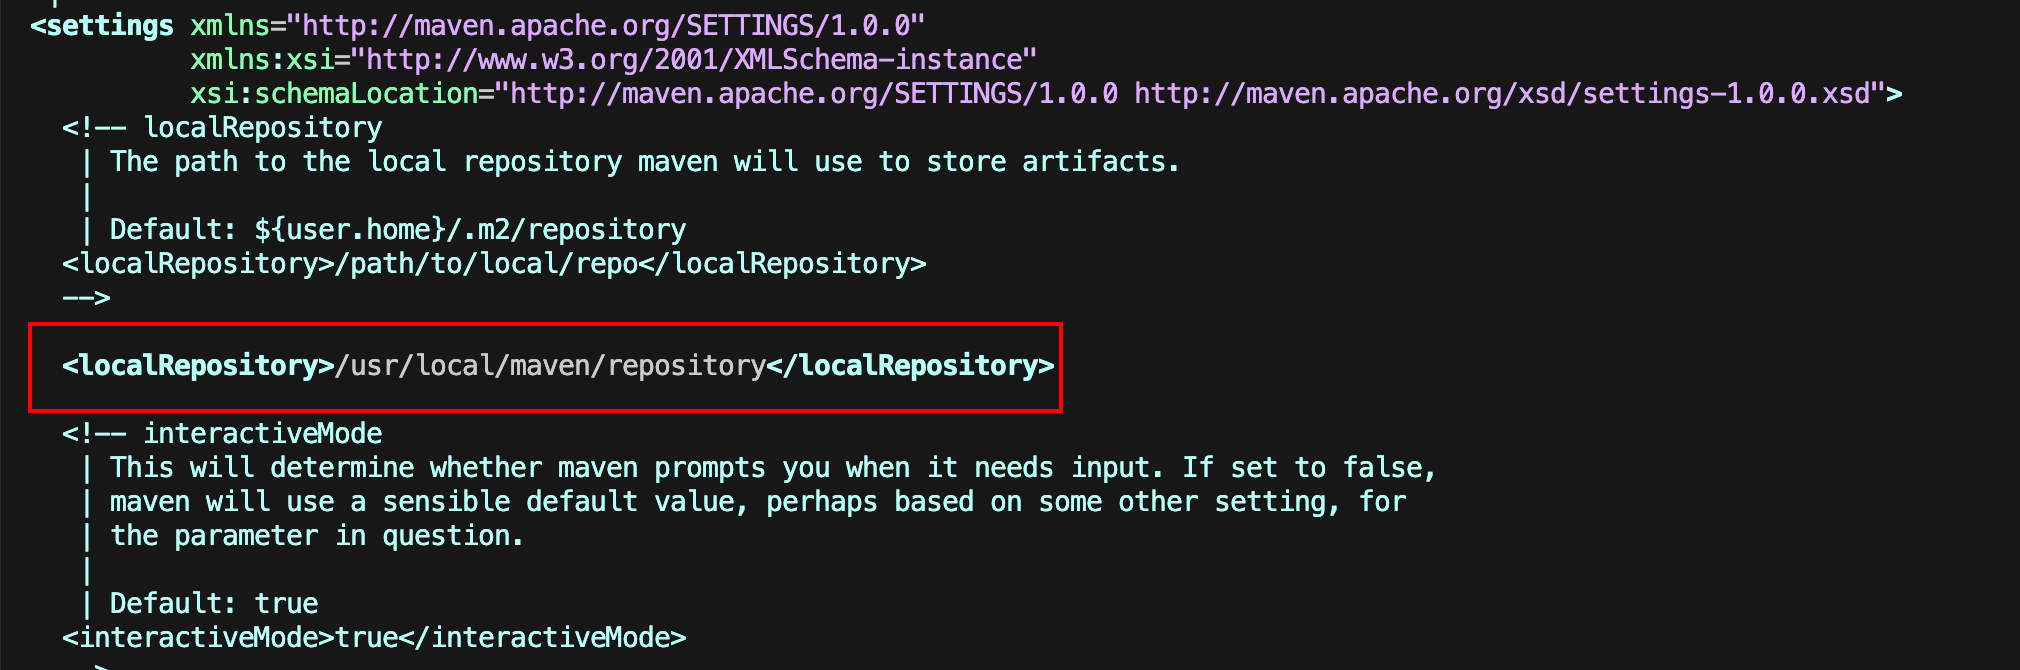 <settings xmlns="http://maven.apache.org/SETTINGS/1.0.0"
xmlns:xsi="http://www.w3.org/2001/XMLSchema-instance"
xsi:schemaLocation="http://maven.apache.org/SETTINGS/1.0.0 http://maven.apache.org/xsd/settings-1.0.0.xsd">
<!-- localRepository
| The path to the local repository maven will use to store artifacts.
|
| Default: ${user.home}/.m2/repository
<localRepository>/path/to/local/repo</localRepository>
-->
<localRepository>/usr/local/maven/repository</localRepository>
<!-- interactiveMode
| This will determine whether maven prompts you when it needs input. If set to false,
| maven will use a sensible default value, perhaps based on some other setting, for
| the parameter in question.
|
| Default: true
<interactiveMode>true</interactiveMode>